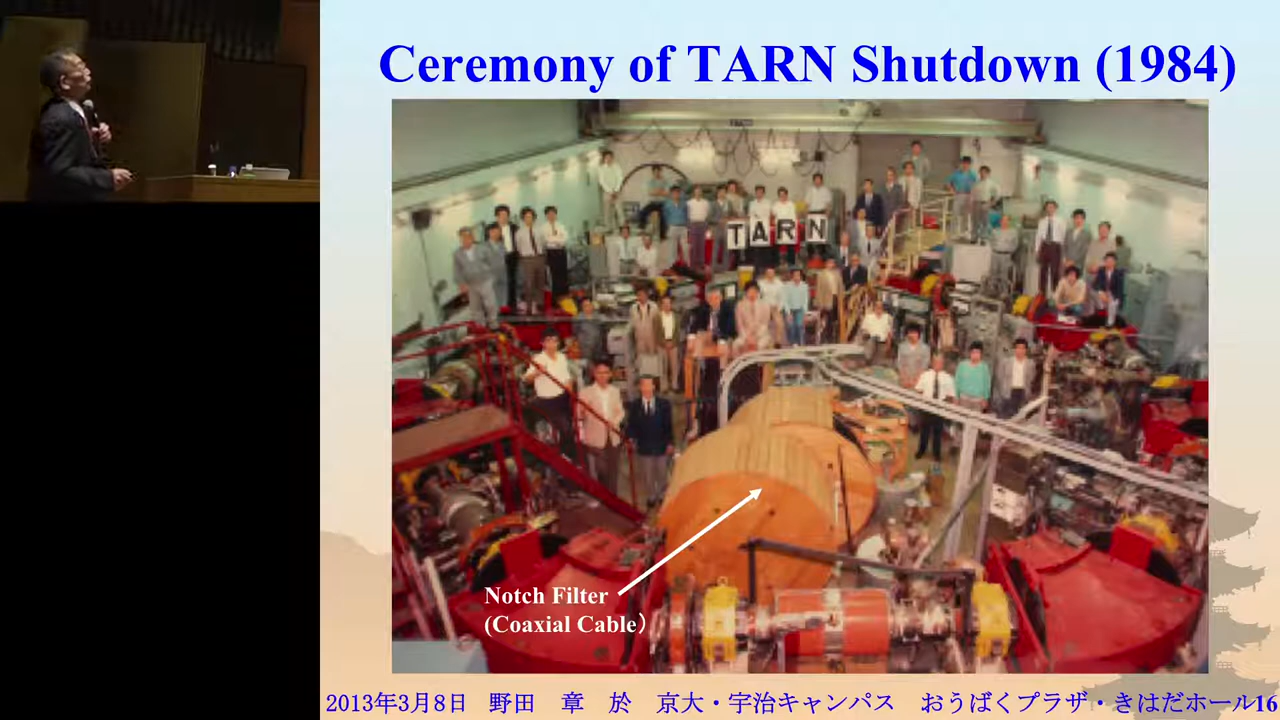 Ceremony of TARN Shutdown (1984)
TARN
Notch Filter
(Coaxial Cable）
2013年3月8日 野田 章 於 京大・宇治キャンパス おうばくプラザ・きはだホール16